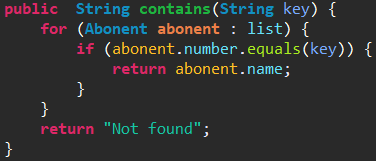 public  String contains(String key) {
    for (Abonent abonent : list) {
        if (abonent.number.equals(key)) {
            return abonent.name;
        }
    }
    return "Not found";
}